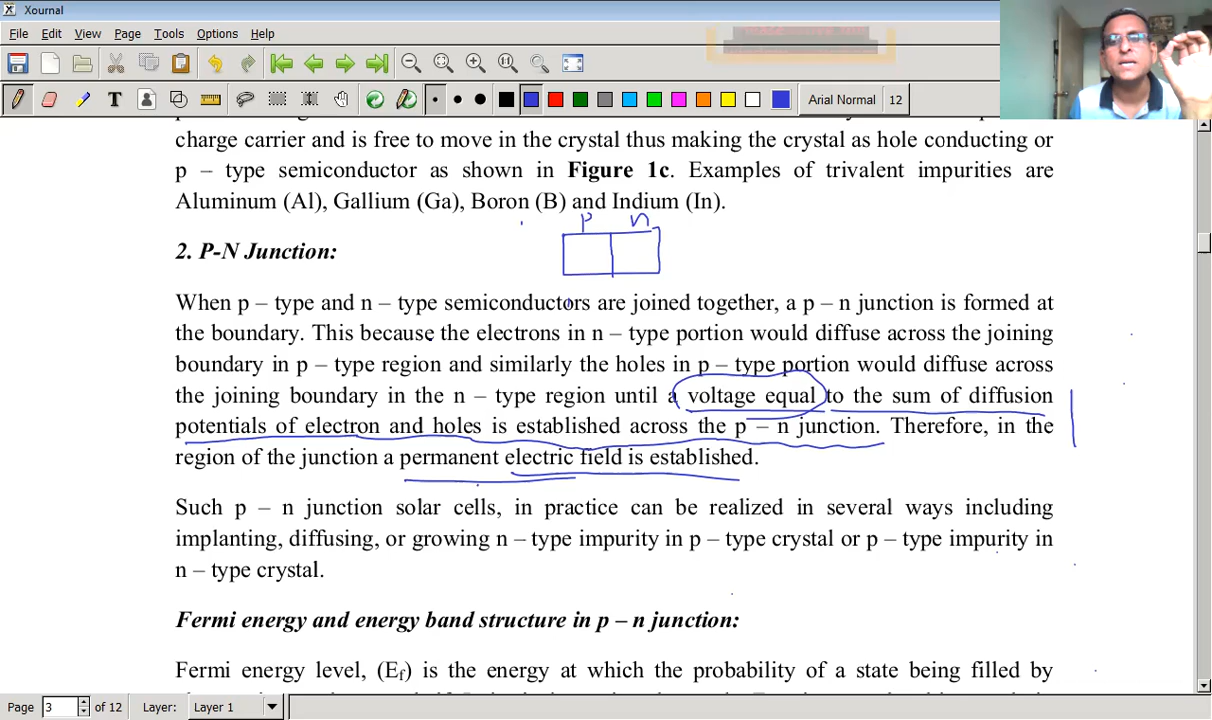 Xournal
File Edit View Page Tools Options Help
T Arial Normal 12
charge carrier and is free to move in the crystal thus making the crystal as hole conducting or
p – type semiconductor as shown in Figure 1c. Examples of trivalent impurities are
Aluminum (Al), Gallium (Ga), Boron (B) and Indium (In).
p n
2. P-N Junction:
When p – type and n – type semiconductors are joined together, a p – n junction is formed at
the boundary. This because the electrons in n – type portion would diffuse across the joining
boundary in p – type region and similarly the holes in p – type portion would diffuse across
the joining boundary in the n – type region until a voltage equal to the sum of diffusion
potentials of electron and holes is established across the p – n junction. Therefore, in the
region of the junction a permanent electric field is established.
Such p – n junction solar cells, in practice can be realized in several ways including
implanting, diffusing, or growing n – type impurity in p – type crystal or p – type impurity in
n – type crystal.
Fermi energy and energy band structure in p – n junction:
Fermi energy level, (Ef) is the energy at which the probability of a state being filled by
Page 3 of 12 Layer: Layer 1